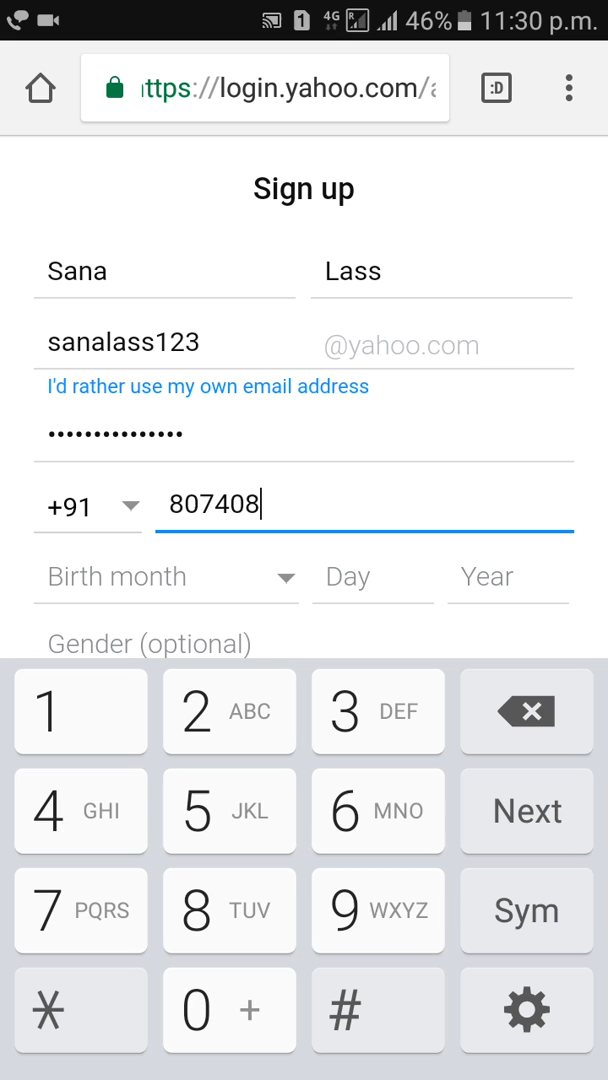 1 4G R 46% 11:30 p.m.
ttps://login.yahoo.com/a :D
Sign up
Sana Lass
sanalass123 @yahoo.com
I'd rather use my own email address
•••••••••••••••
+91 807408
Birth month Day Year
Gender (optional)
1 2 ABC 3 DEF
4 GHI 5 JKL 6 MNO Next
7 PQRS 8 TUV 9 WXYZ Sym
* 0 + #